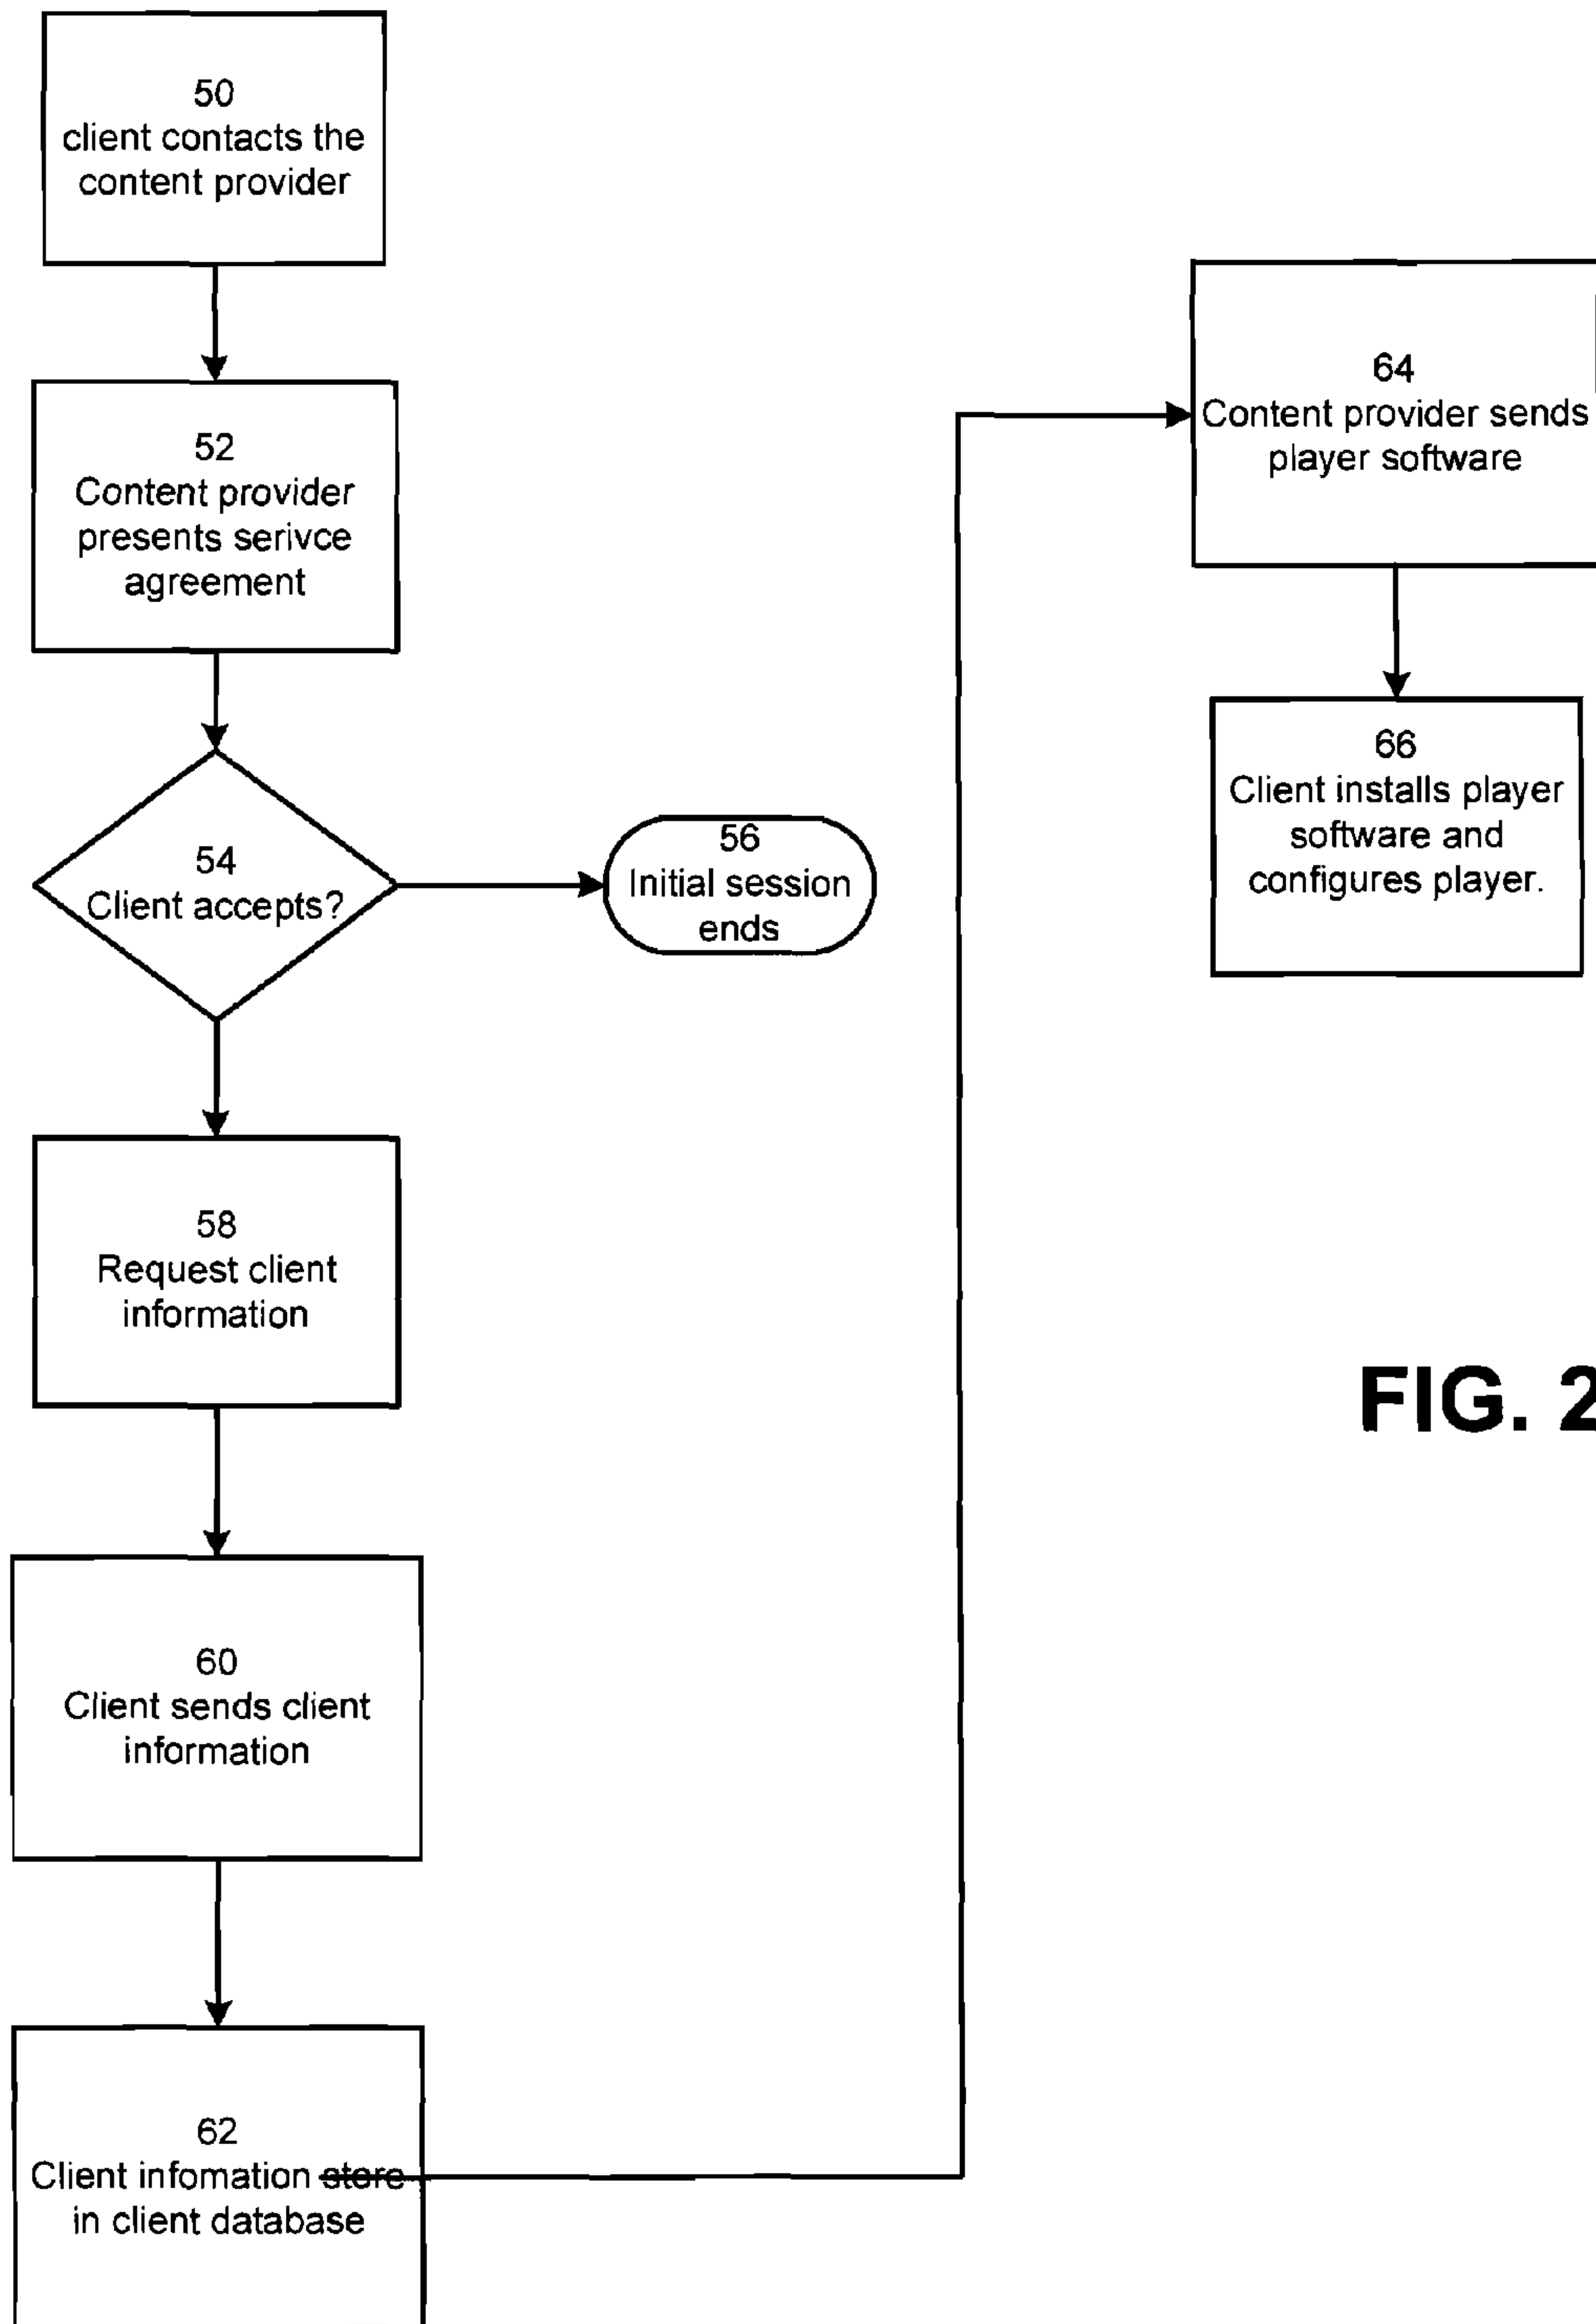 50
client contacts the
content provider
52
Content provider
presents serivce
agreement
54
Client accepts?
56
Initial session
ends
58
Request client
information
60
Client sends client
information
62
Client infomation store
in client database
64
Content provider sends
player software
66
Client installs player
software and
configures player.
FIG. 2